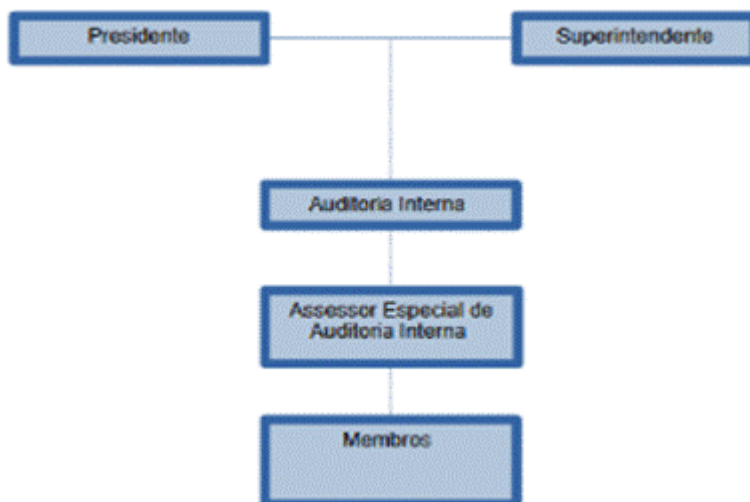 Presidente
Superintendente
Auditoria Interna
Assessor Especial de
Auditoria Interna
Membros